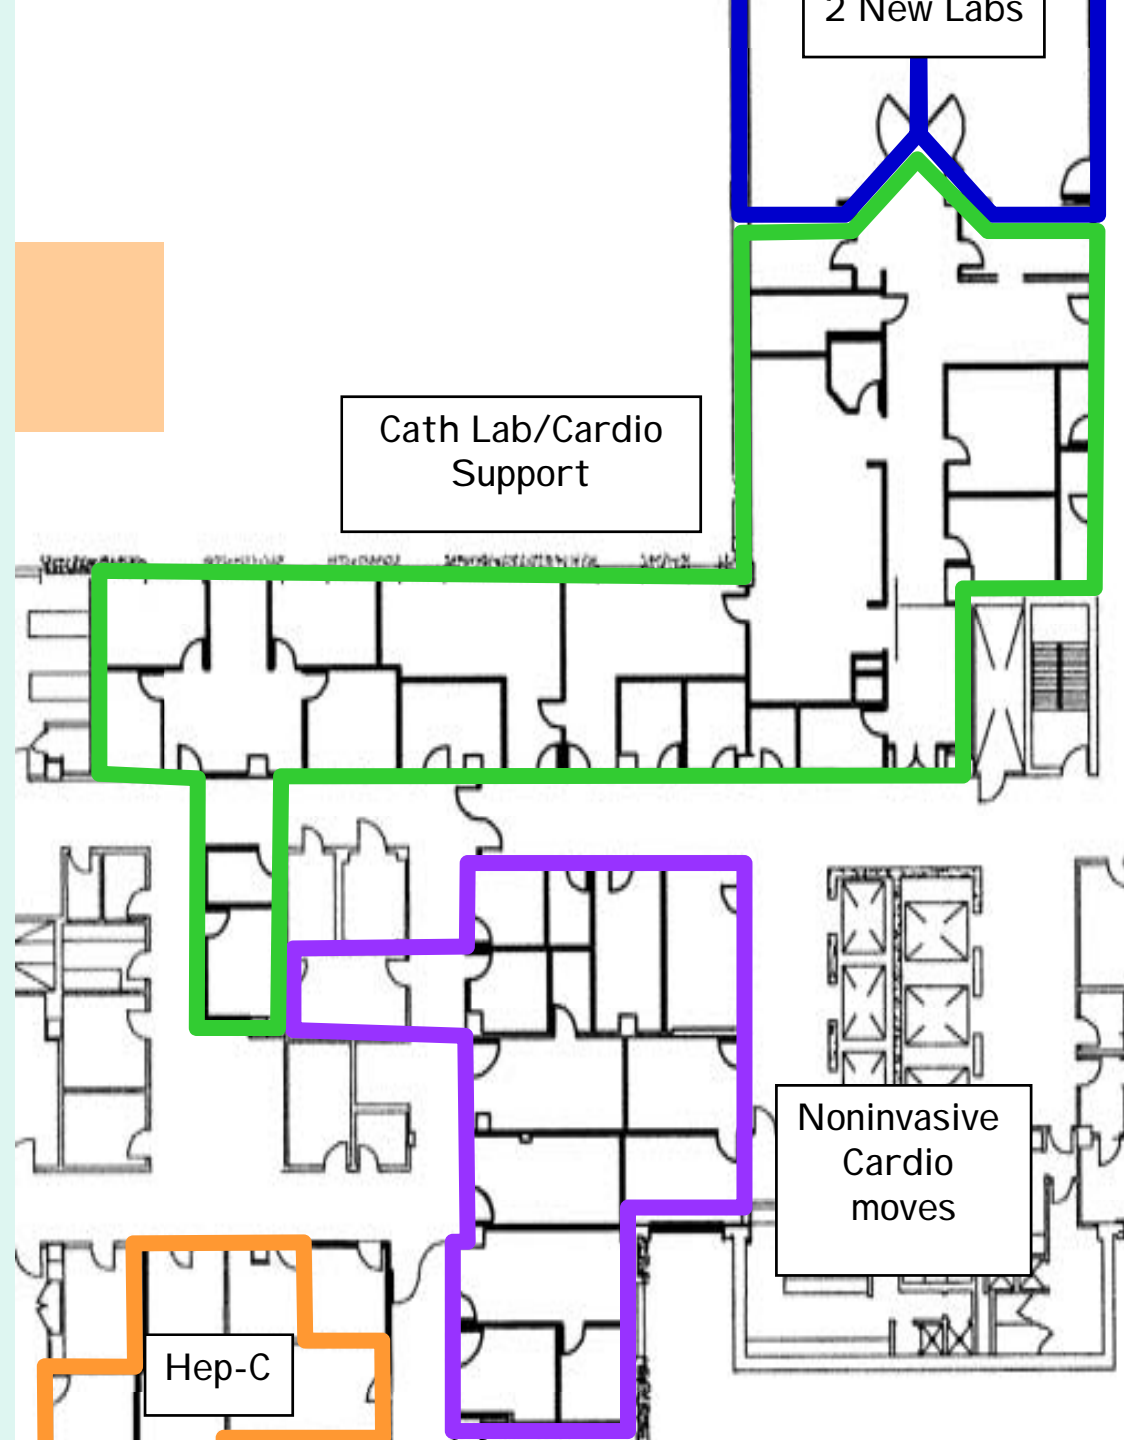 2 New Labs
Cath Lab/Cardio
Support
Noninvasive
Cardio
moves
Hep-C